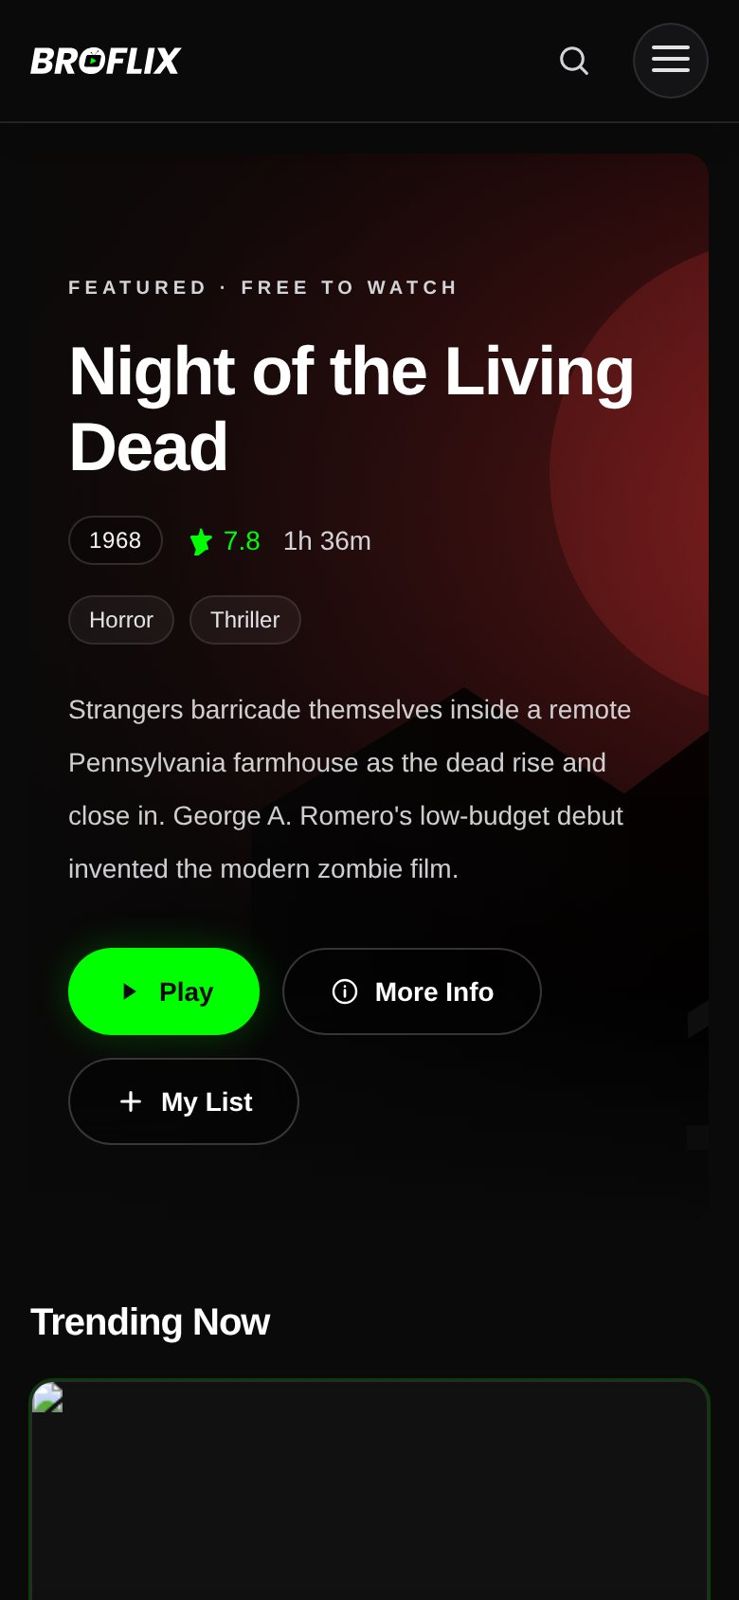 BROFLIX
FEATURED · FREE TO WATCH
Night of the Living
Dead
1968 7.8 1h 36m
Horror Thriller
Strangers barricade themselves inside a remote
Pennsylvania farmhouse as the dead rise and
close in. George A. Romero's low-budget debut
invented the modern zombie film.
Play More Info
My List
Trending Now